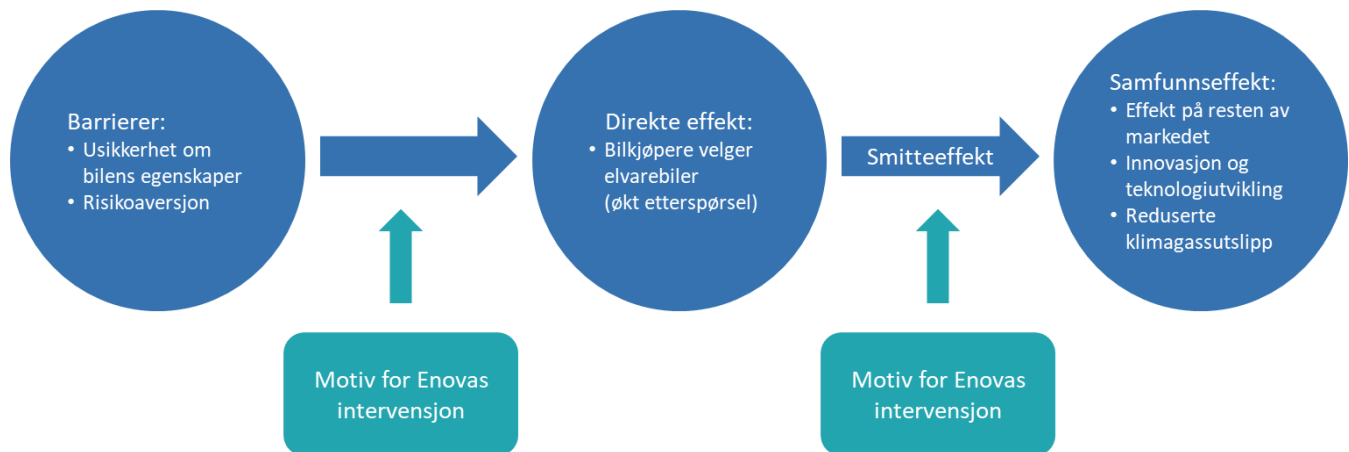 Barrierer:
• Usikkerhet om
bilens egenskaper
• Risikoaversjon
Direkte effekt:
• Bilkjøpere velger
elvarebiler
(økt etterspørsel)
Smitteeffekt
Samfunnseffekt:
• Effekt på resten av
markedet
• Innovasjon og
teknologiutvikling
• Reduserte
klimagassutslipp
Motiv for Enovas
intervensjon
Motiv for Enovas
intervensjon